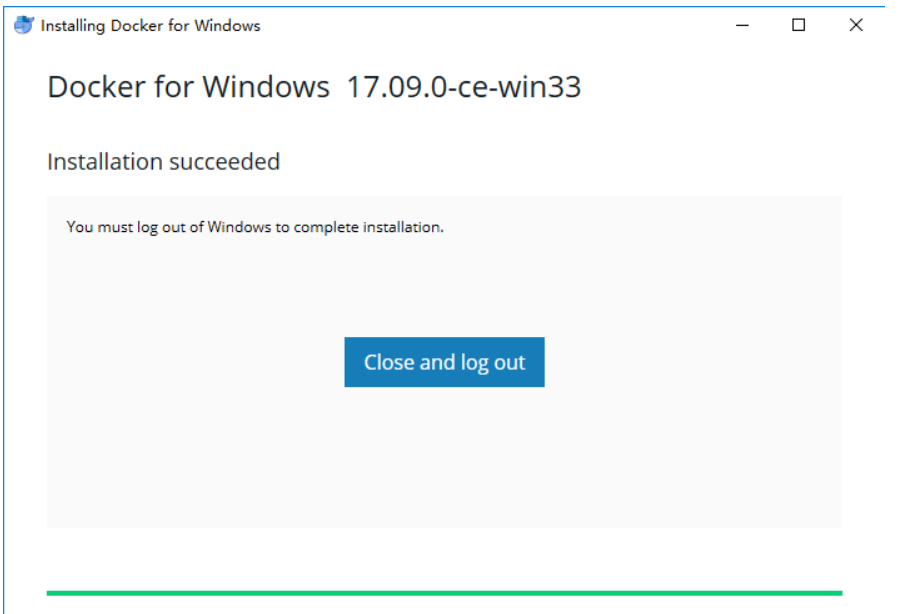 Installing Docker for Windows
Docker for Windows 17.09.0-ce-win33
Installation succeeded
You must log out of Windows to complete installation.
Close and log out